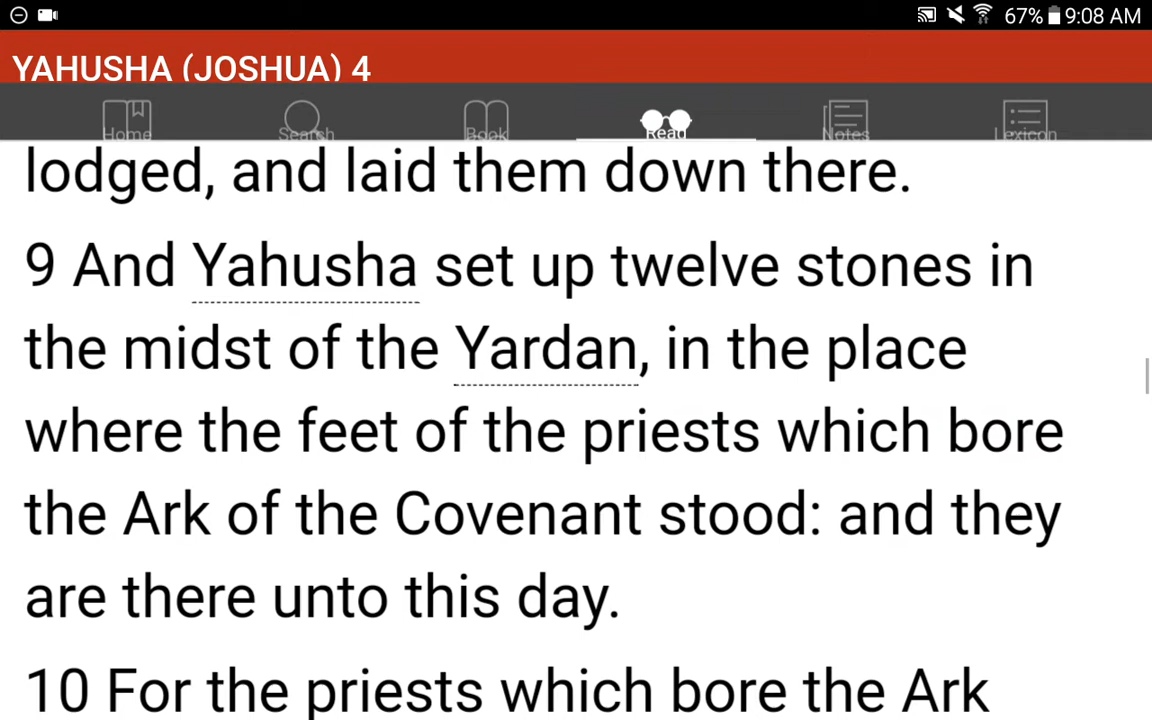 67% 9:08 AM
YAHUSHA (JOSHUA) 4
Home Search Book Read Notes Lexicon
lodged, and laid them down there.
9 And Yahusha set up twelve stones in
the midst of the Yardan, in the place
where the feet of the priests which bore
the Ark of the Covenant stood: and they
are there unto this day.
10 For the priests which bore the Ark